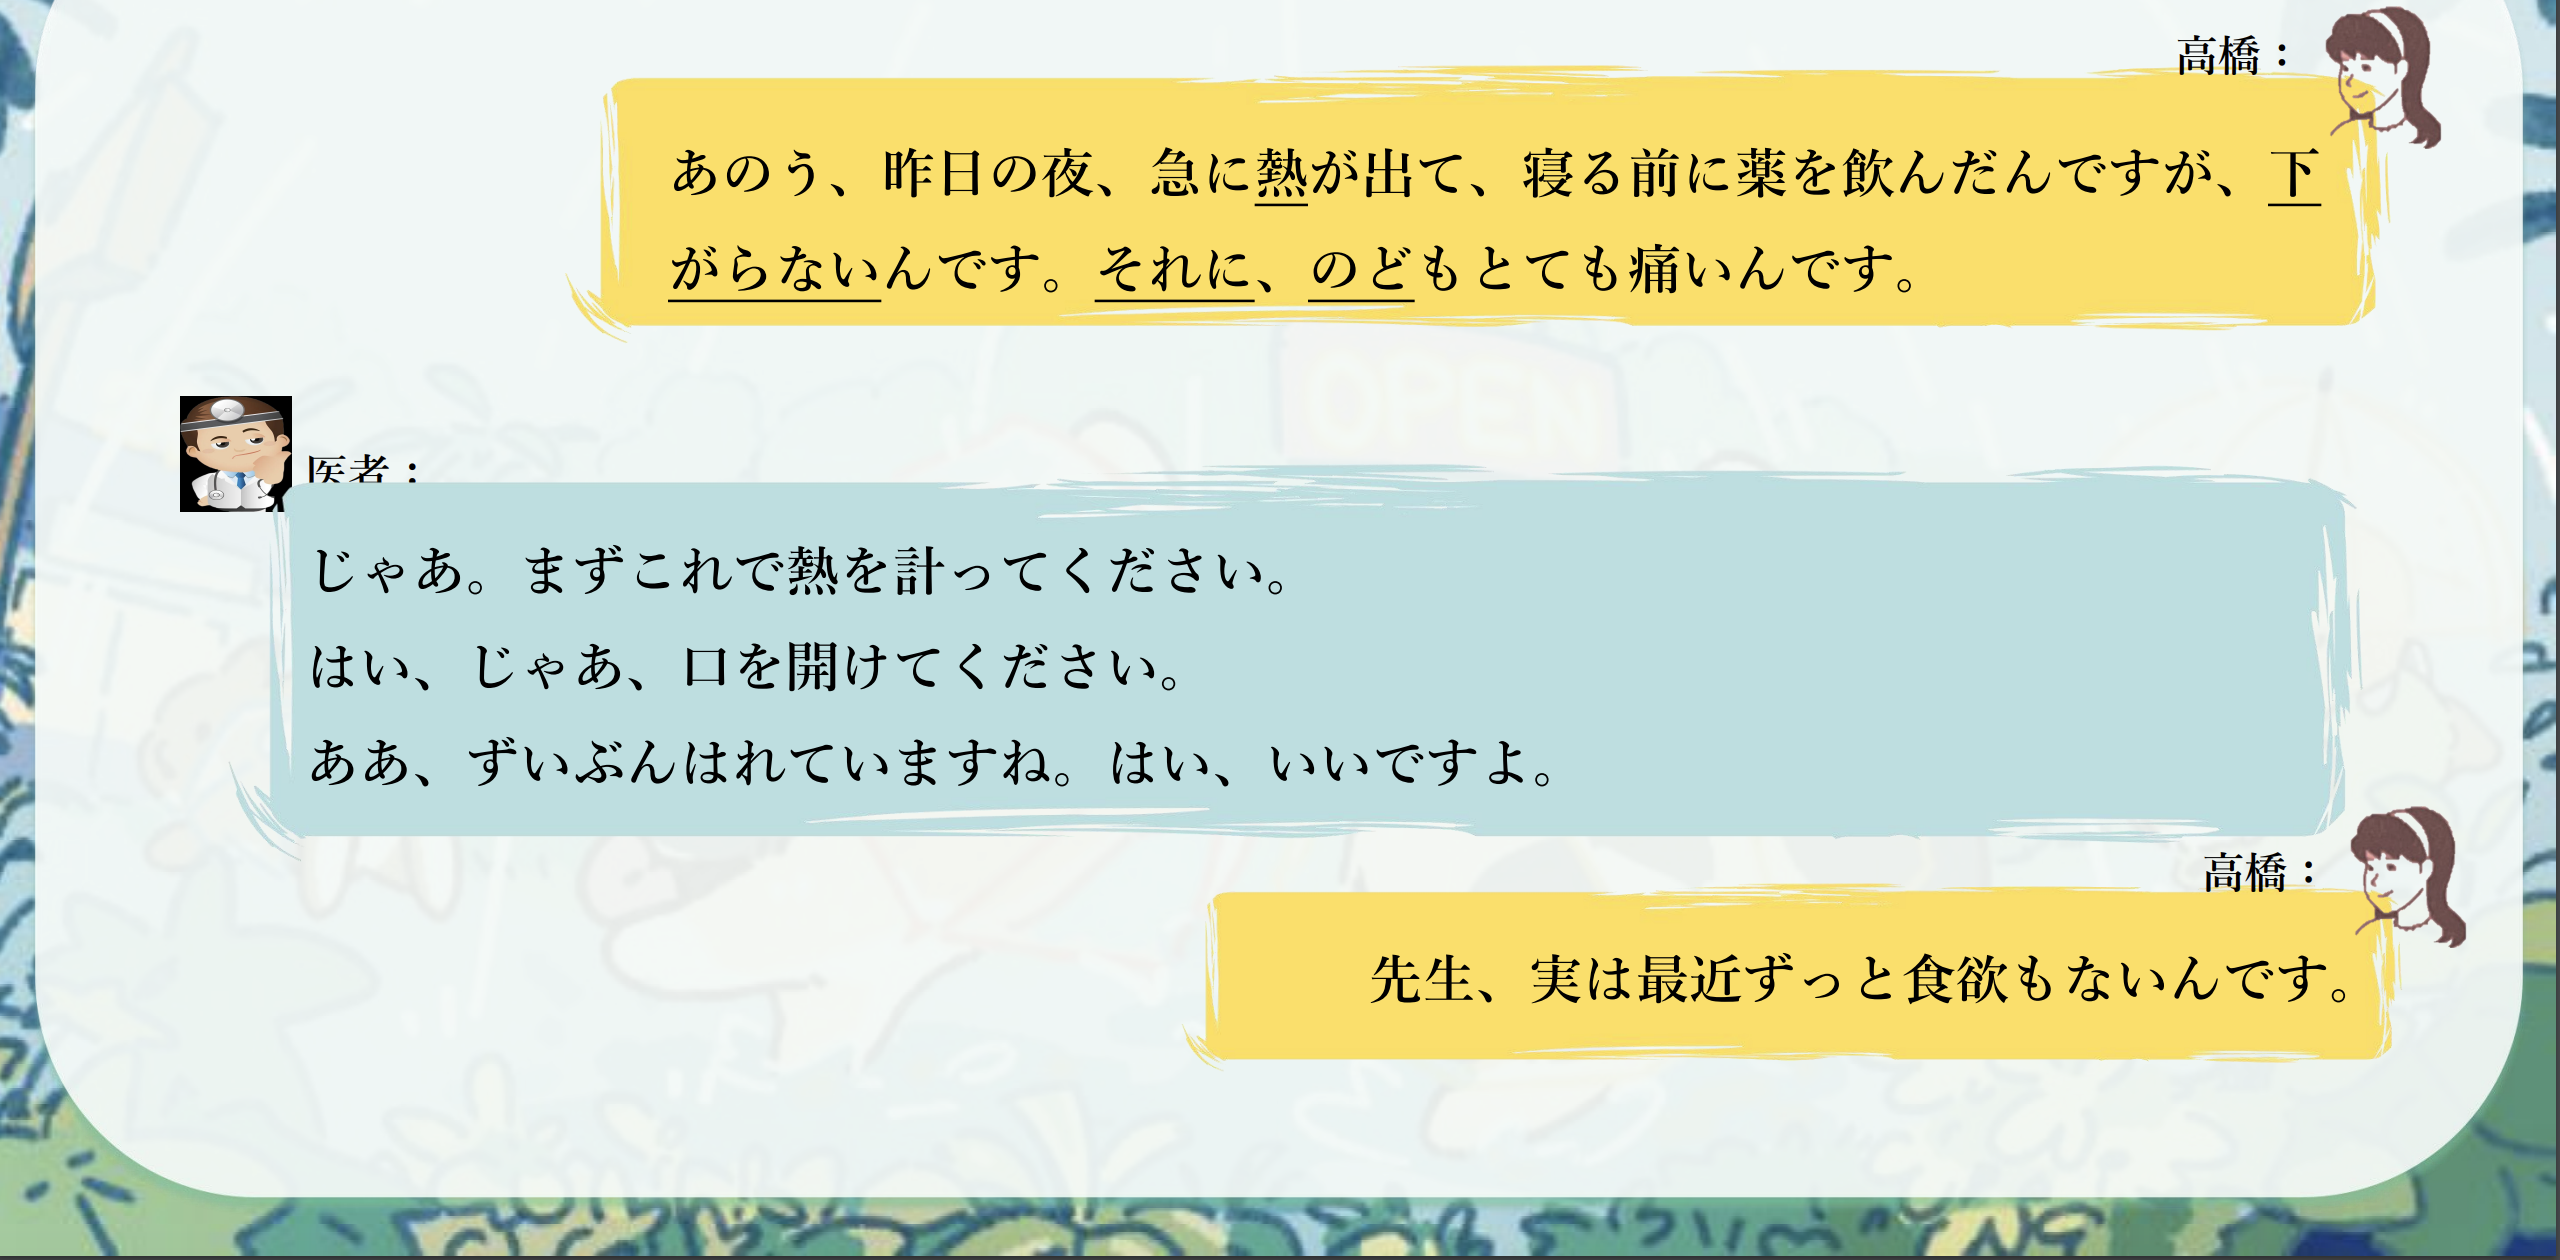 高橋：
あのう、昨日の夜、急に熱が出て、寝る前に薬を飲んだんですが、下
がらないんです。それに、のどもとても痛いんです。
OPEN
医者：
じゃあ。まずこれで熱を計ってください。
はい、じゃあ、口を開けてください。
ああ、ずいぶんはれていますね。はい、いいですよ。
高橋：
先生、実は最近ずっと食欲もないんです。